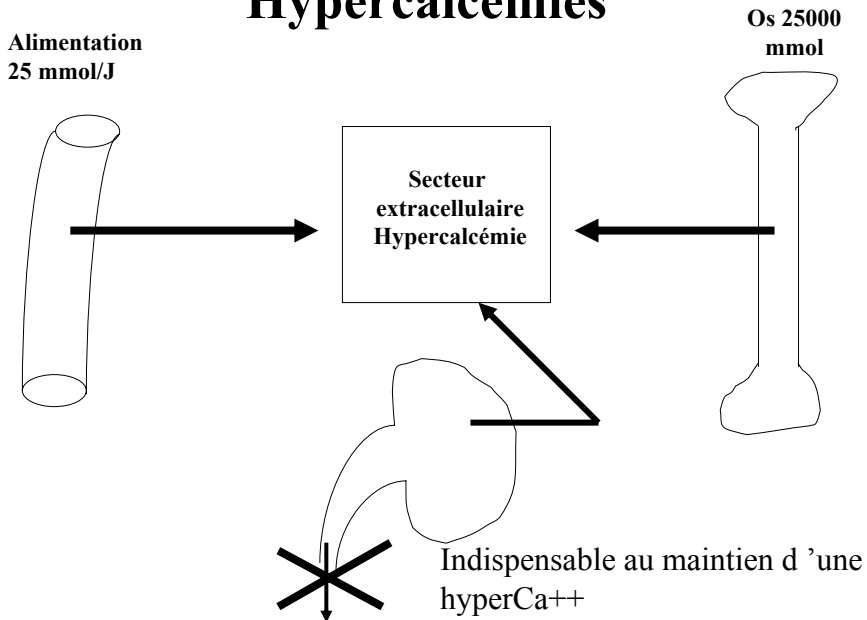 Hypercalcémies
Alimentation
25 mmol/J
Os 25000
mmol
Secteur
extracellulaire
Hypercalcémie
Indispensable au maintien d ’une
hyperCa++